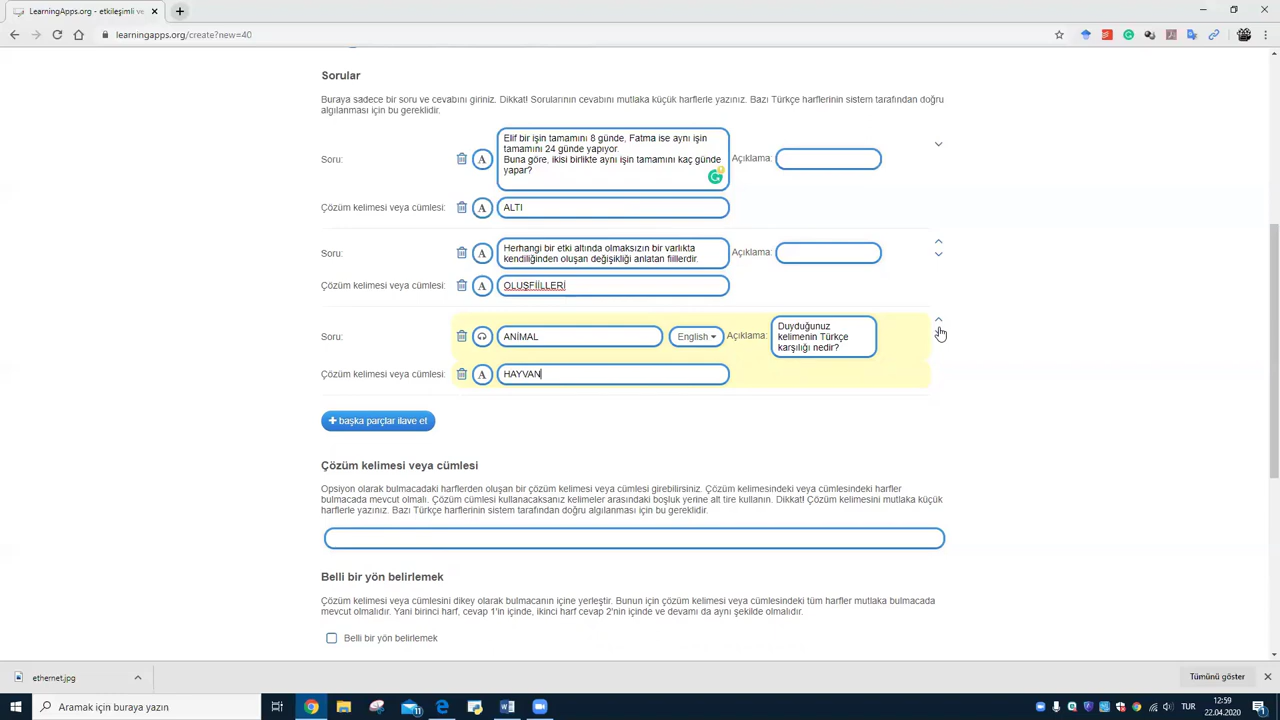 LearningApps.org - etkileşimli ve
learningapps.org/create?new=40
Sorular
Buraya sadece bir soru ve cevabını giriniz. Dikkat! Sorularının cevabını mutlaka küçük harflerle yazınız. Bazı Türkçe harflerinin sistem tarafından doğru
algılanması için bu gereklidir.
Soru:
A
Elif bir işin tamamını 8 günde, Fatma ise aynı işin
tamamını 24 günde yapıyor.
Buna göre, ikisi birlikte aynı işin tamamını kaç günde
yapar?
Açıklama:
Çözüm kelimesi veya cümlesi:
A
ALTI
Soru:
A
Herhangi bir etki altında olmaksızın bir varlıkta
kendiliğinden oluşan değişikliği anlatan fiillerdir.
Açıklama:
Çözüm kelimesi veya cümlesi:
A
OLUŞFİİLLERİ
Soru:
ANİMAL
English
Açıklama:
Duyduğunuz
kelimenin Türkçe
karşılığı nedir?
Çözüm kelimesi veya cümlesi:
A
HAYVAN
+ başka parçlar ilave et
Çözüm kelimesi veya cümlesi
Opsiyon olarak bulmacadaki harflerden oluşan bir çözüm kelimesi veya cümlesi girebilirsiniz. Çözüm kelimesindeki veya cümlesindeki harfler
bulmacada mevcut olmalı. Çözüm cümlesi kullanacaksanız kelimeler arasındaki boşluk yerine alt tire kullanın. Dikkat! Çözüm kelimesini mutlaka küçük
harflerle yazınız. Bazı Türkçe harflerinin sistem tarafından doğru algılanması için bu gereklidir.
Belli bir yön belirlemek
Çözüm kelimesi veya cümlesini dikey olarak bulmacanın içine yerleştir. Bunun için çözüm kelimesi veya cümlesindeki tüm harfler mutlaka bulmacada
mevcut olmalıdır. Yani birinci harf, cevap 1'in içinde, ikinci harf cevap 2'nin içinde ve devamı da aynı şekilde olmalıdır.
Belli bir yön belirlemek
ethernet.jpg
Tümünü göster
Aramak için buraya yazın
11
TUR
12:59
22.04.2020